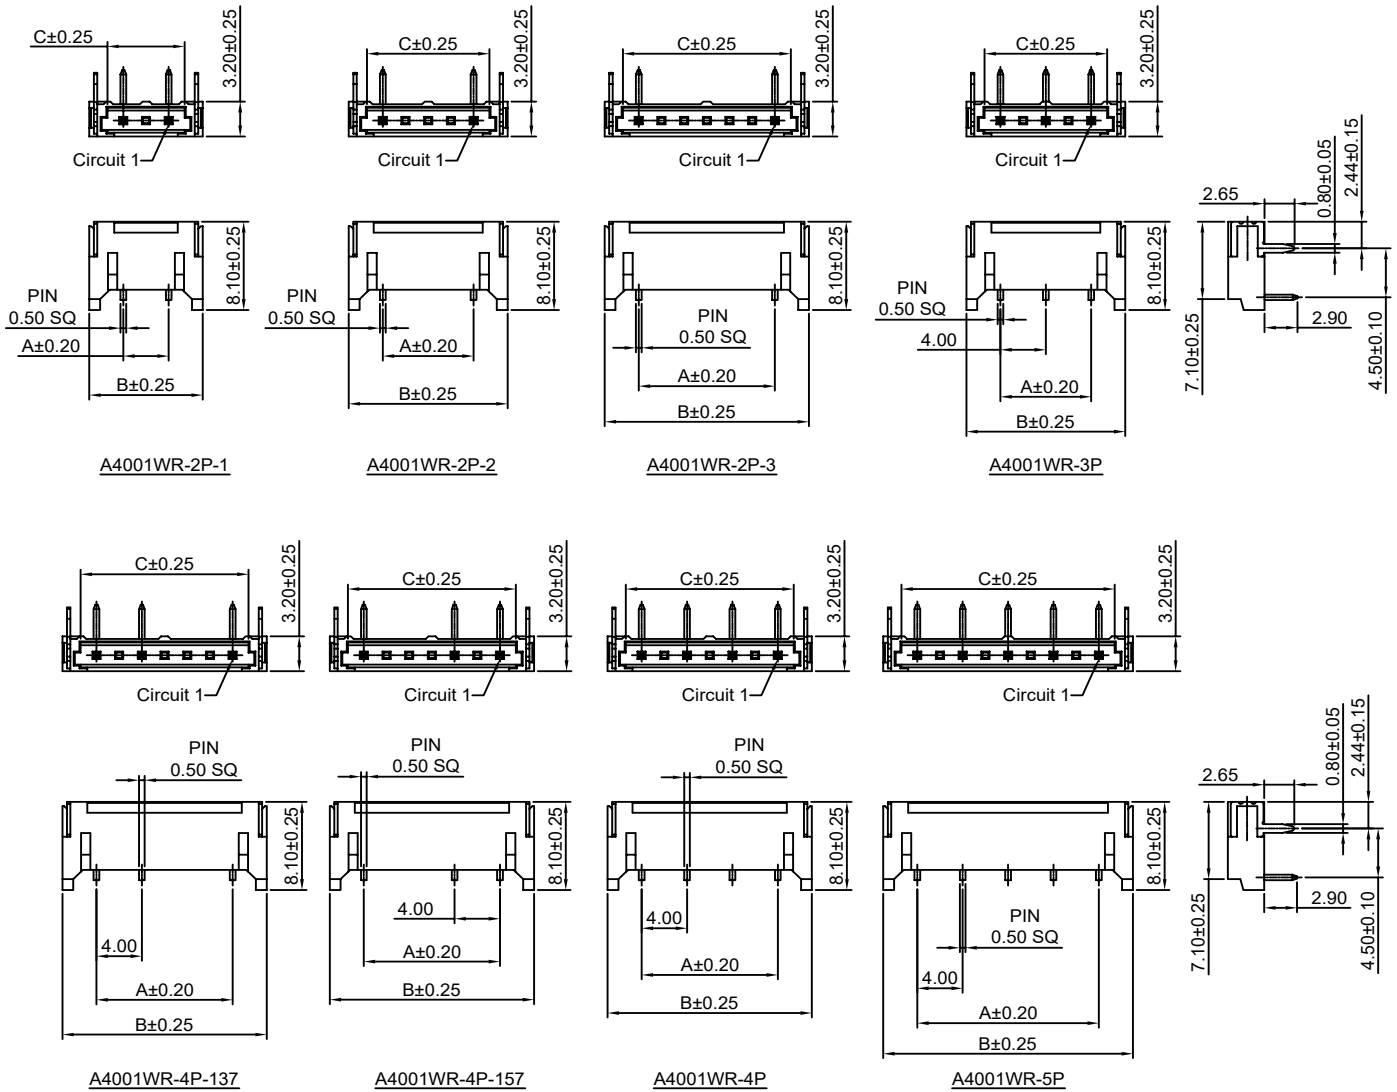 C±0.25
3.20±0.25
Circuit 1
8.10±0.25
PIN
0.50 SQ
A±0.20
B±0.25
A4001WR-2P-1
C±0.25
3.20±0.25
Circuit 1
8.10±0.25
PIN
0.50 SQ
A±0.20
B±0.25
A4001WR-2P-2
C±0.25
3.20±0.25
Circuit 1
8.10±0.25
PIN
0.50 SQ
A±0.20
B±0.25
A4001WR-2P-3
C±0.25
3.20±0.25
Circuit 1
8.10±0.25
PIN
0.50 SQ
4.00
A±0.20
B±0.25
A4001WR-3P
2.65
0.80±0.05
2.44±0.15
7.10±0.25
2.90
4.50±0.10
C±0.25
3.20±0.25
Circuit 1
PIN
0.50 SQ
8.10±0.25
4.00
A±0.20
B±0.25
A4001WR-4P-137
C±0.25
3.20±0.25
Circuit 1
PIN
0.50 SQ
8.10±0.25
4.00
A±0.20
B±0.25
A4001WR-4P-157
C±0.25
3.20±0.25
Circuit 1
PIN
0.50 SQ
8.10±0.25
4.00
A±0.20
B±0.25
A4001WR-4P
C±0.25
3.20±0.25
Circuit 1
8.10±0.25
PIN
0.50 SQ
4.00
A±0.20
B±0.25
A4001WR-5P
2.65
0.80±0.05
2.44±0.15
7.10±0.25
2.90
4.50±0.10